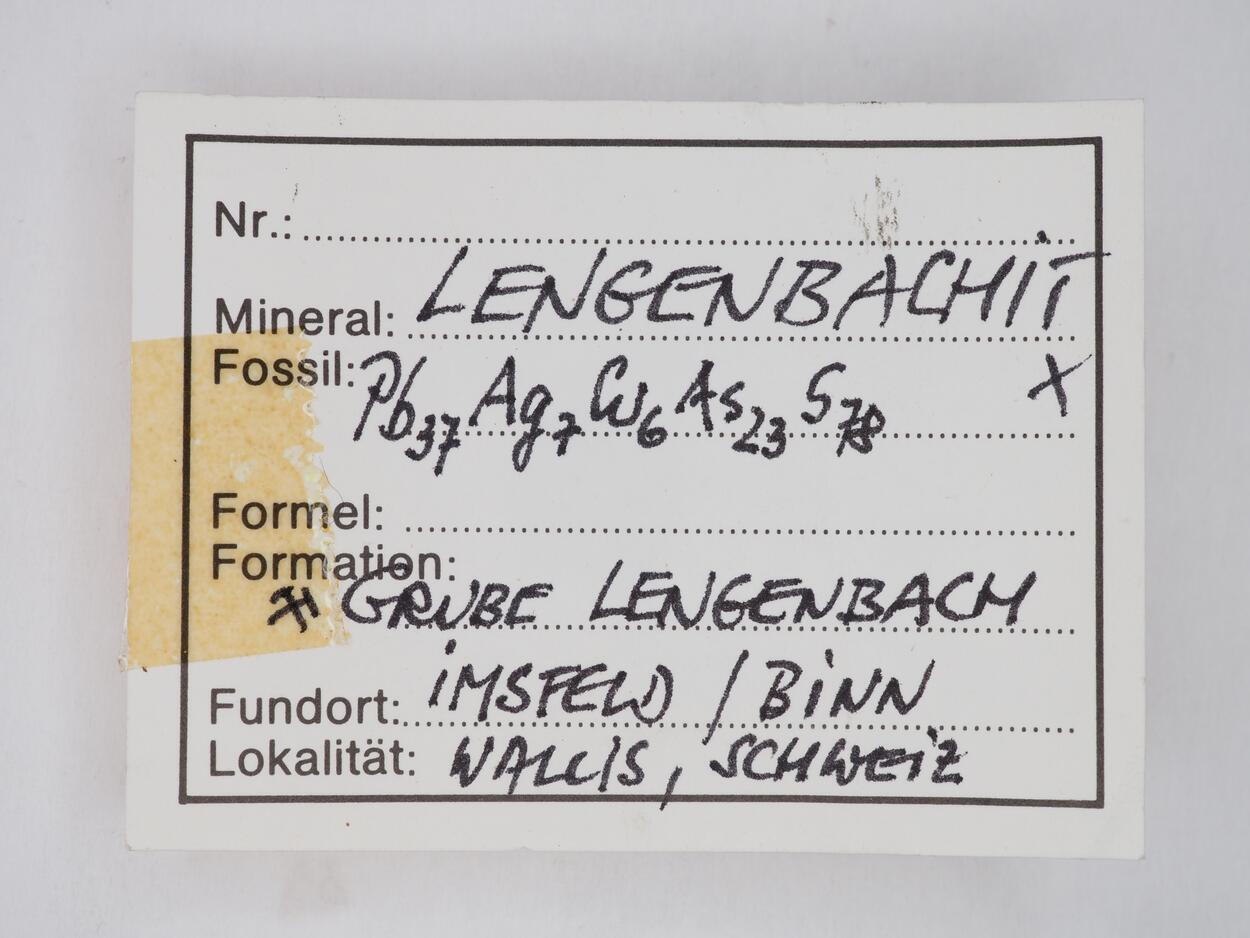 Nr.:
Mineral: LENGENBACHIT
Fossil: Pb37 Ag7 Cu6 As23 S78 X
Formel:
Formation:
⚒ GRUBE LENGENBACH
Fundort: IMSFELD / BINN
Lokalität: WALLIS, SCHWEIZ